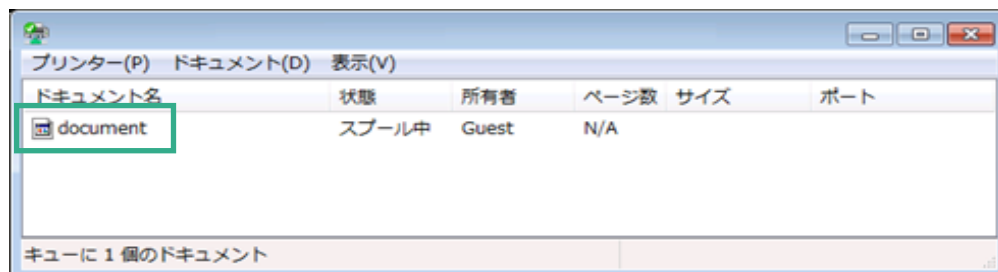 プリンター(P) ドキュメント(D) 表示(V)
ドキュメント名 状態 所有者 ページ数 サイズ ポート
document スプール中 Guest N/A
キューに 1 個のドキュメント